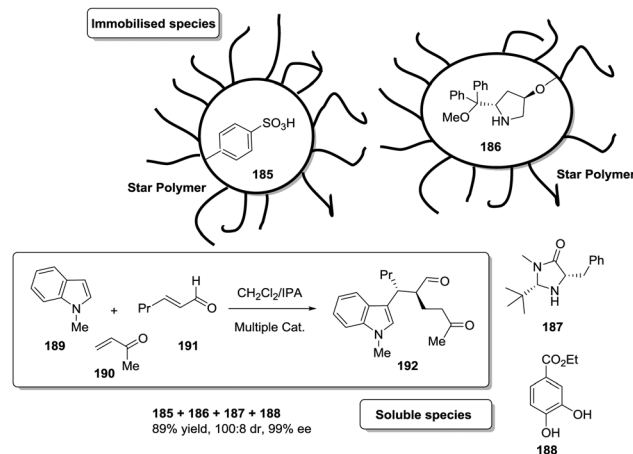 Immobilised species
SO₃H
185
Star Polymer
Ph
Ph
O
MeO
HN
186
Star Polymer
N
Me
189
+
O
Me
190
Pr
H
O
191
CH₂Cl₂/IPA
Multiple Cat.
Pr
O
N
Me
O
Me
192
O
Me
N
Ph
N
H
187
CO₂Et
OH
OH
188
185 + 186 + 187 + 188
89% yield, 100:8 dr, 99% ee
Soluble species